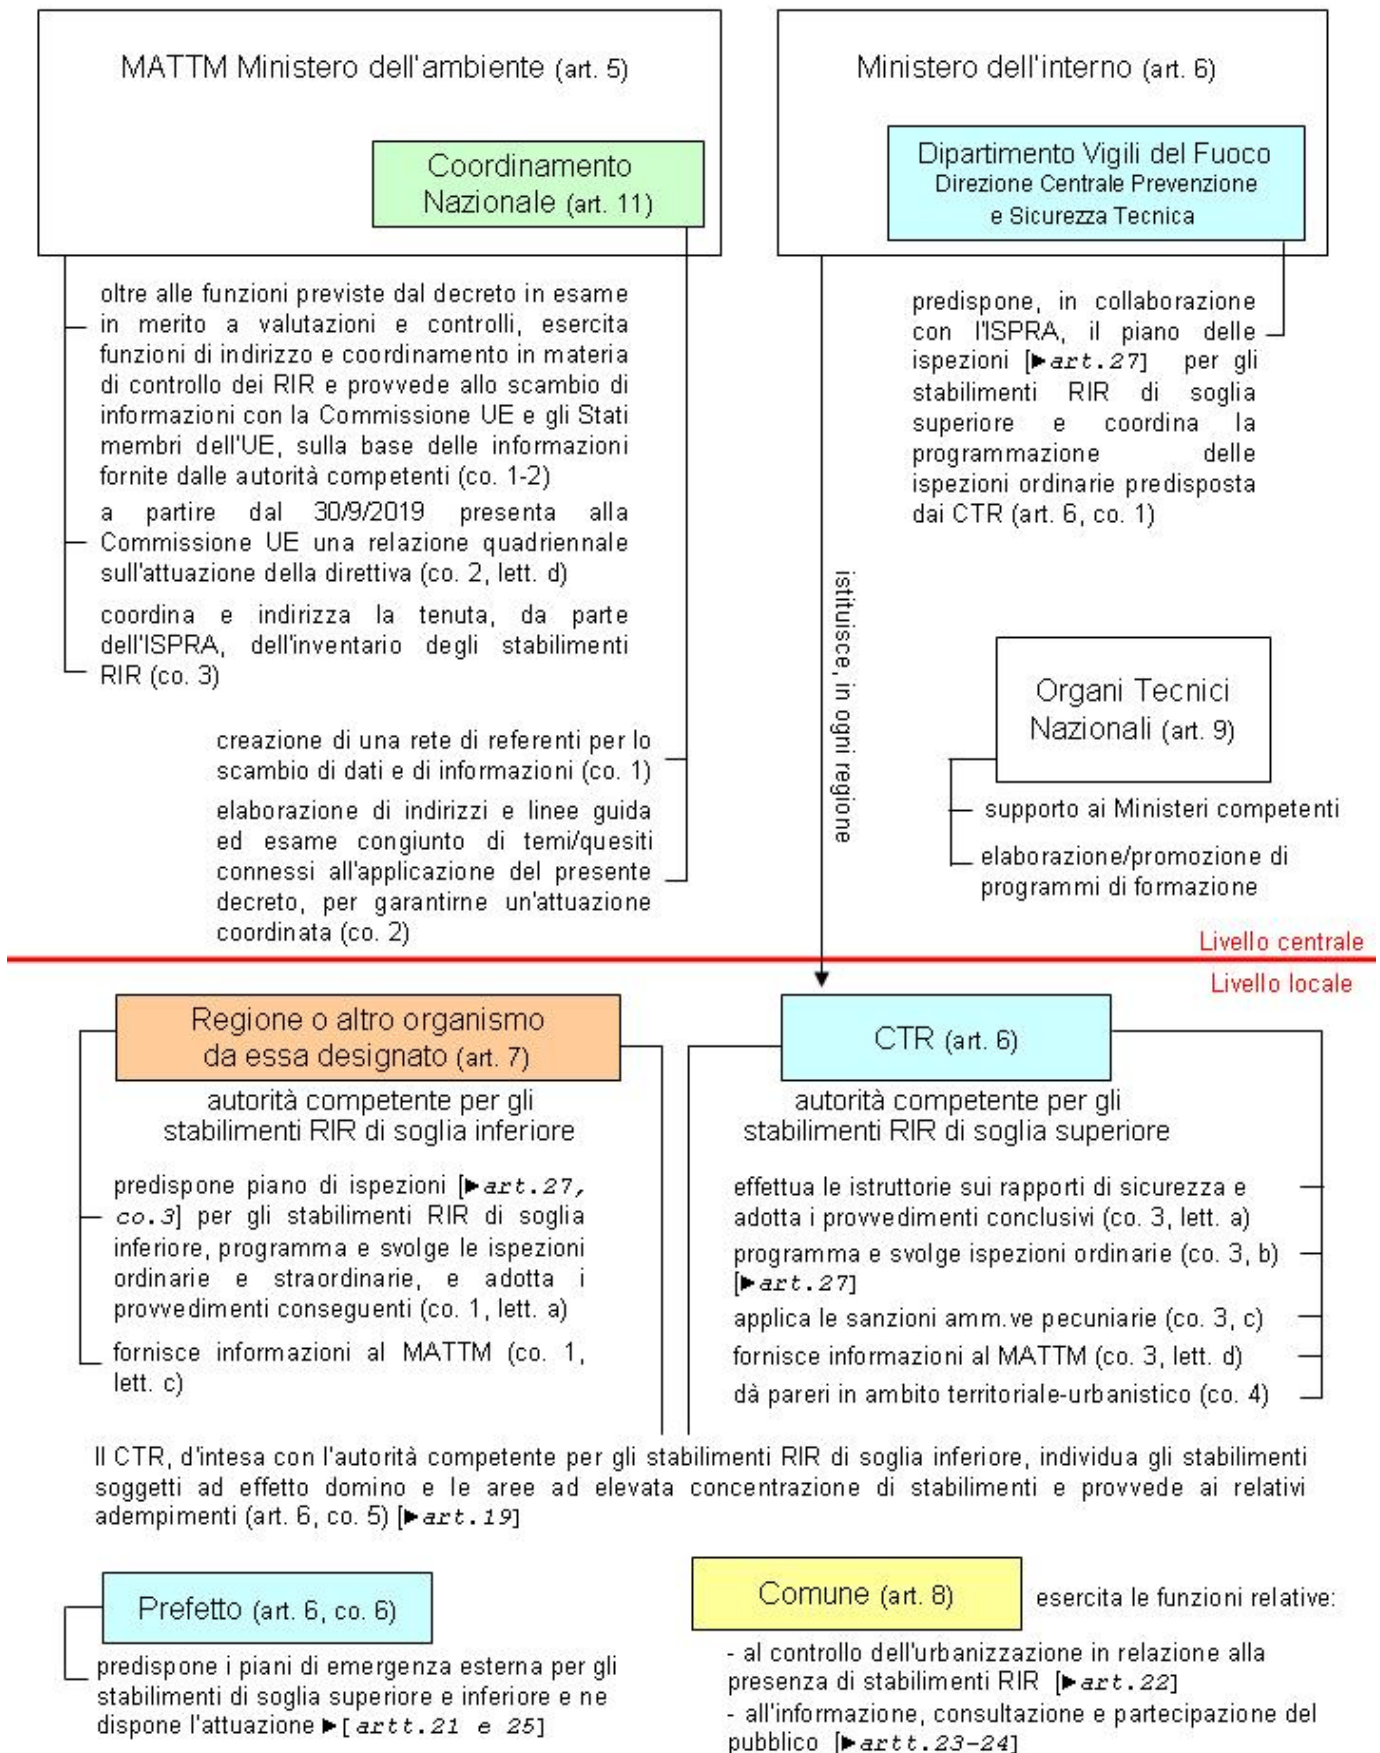 MATTM Ministero dell'ambiente (art. 5)
Coordinamento
Nazionale (art. 11)
oltre alle funzioni previste dal decreto in esame
in merito a valutazioni e controlli, esercita
funzioni di indirizzo e coordinamento in materia
di controllo dei RIR e provvede allo scambio di
informazioni con la Commissione UE e gli Stati
membri dell'UE, sulla base delle informazioni
fornite dalle autorità competenti (co. 1-2)
a partire dal 30/9/2019 presenta alla
Commissione UE una relazione quadriennale
sull'attuazione della direttiva (co. 2, lett. d)
coordina e indirizza la tenuta, da parte
dell'ISPRA, dell'inventario degli stabilimenti
RIR (co. 3)
creazione di una rete di referenti per lo
scambio di dati e di informazioni (co. 1)
elaborazione di indirizzi e linee guida
ed esame congiunto di temi/quesiti
connessi all'applicazione del presente
decreto, per garantirne un'attuazione
coordinata (co. 2)
Ministero dell'interno (art. 6)
Dipartimento Vigili del Fuoco
Direzione Centrale Prevenzione
e Sicurezza Tecnica
predispone, in collaborazione
con l'ISPRA, il piano delle
ispezioni [►art.27] per gli
stabilimenti RIR di soglia
superiore e coordina la
programmazione delle
ispezioni ordinarie predisposta
dai CTR (art. 6, co. 1)
istituisce, in ogni regione
Organi Tecnici
Nazionali (art. 9)
supporto ai Ministeri competenti
elaborazione/promozione di
programmi di formazione
Livello centrale
Livello locale
Regione o altro organismo
da essa designato (art. 7)
autorità competente per gli
stabilimenti RIR di soglia inferiore
predispone piano di ispezioni [►art.27,
co.3] per gli stabilimenti RIR di soglia
inferiore, programma e svolge le ispezioni
ordinarie e straordinarie, e adotta i
provvedimenti conseguenti (co. 1, lett. a)
fornisce informazioni al MATTM (co. 1,
lett. c)
CTR (art. 6)
autorità competente per gli
stabilimenti RIR di soglia superiore
effettua le istruttorie sui rapporti di sicurezza e
adotta i provvedimenti conclusivi (co. 3, lett. a)
programma e svolge ispezioni ordinarie (co. 3, b)
[►art.27]
applica le sanzioni amm.ve pecuniarie (co. 3, c)
fornisce informazioni al MATTM (co. 3, lett. d)
dà pareri in ambito territoriale-urbanistico (co. 4)
Il CTR, d'intesa con l'autorità competente per gli stabilimenti RIR di soglia inferiore, individua gli stabilimenti
soggetti ad effetto domino e le aree ad elevata concentrazione di stabilimenti e provvede ai relativi
adempimenti (art. 6, co. 5) [►art.19]
Prefetto (art. 6, co. 6)
predispone i piani di emergenza esterna per gli
stabilimenti di soglia superiore e inferiore e ne
dispone l'attuazione ►[artt.21 e 25]
Comune (art. 8)
esercita le funzioni relative:
- al controllo dell'urbanizzazione in relazione alla
presenza di stabilimenti RIR [►art.22]
- all'informazione, consultazione e partecipazione del
pubblico [►artt.23-24]